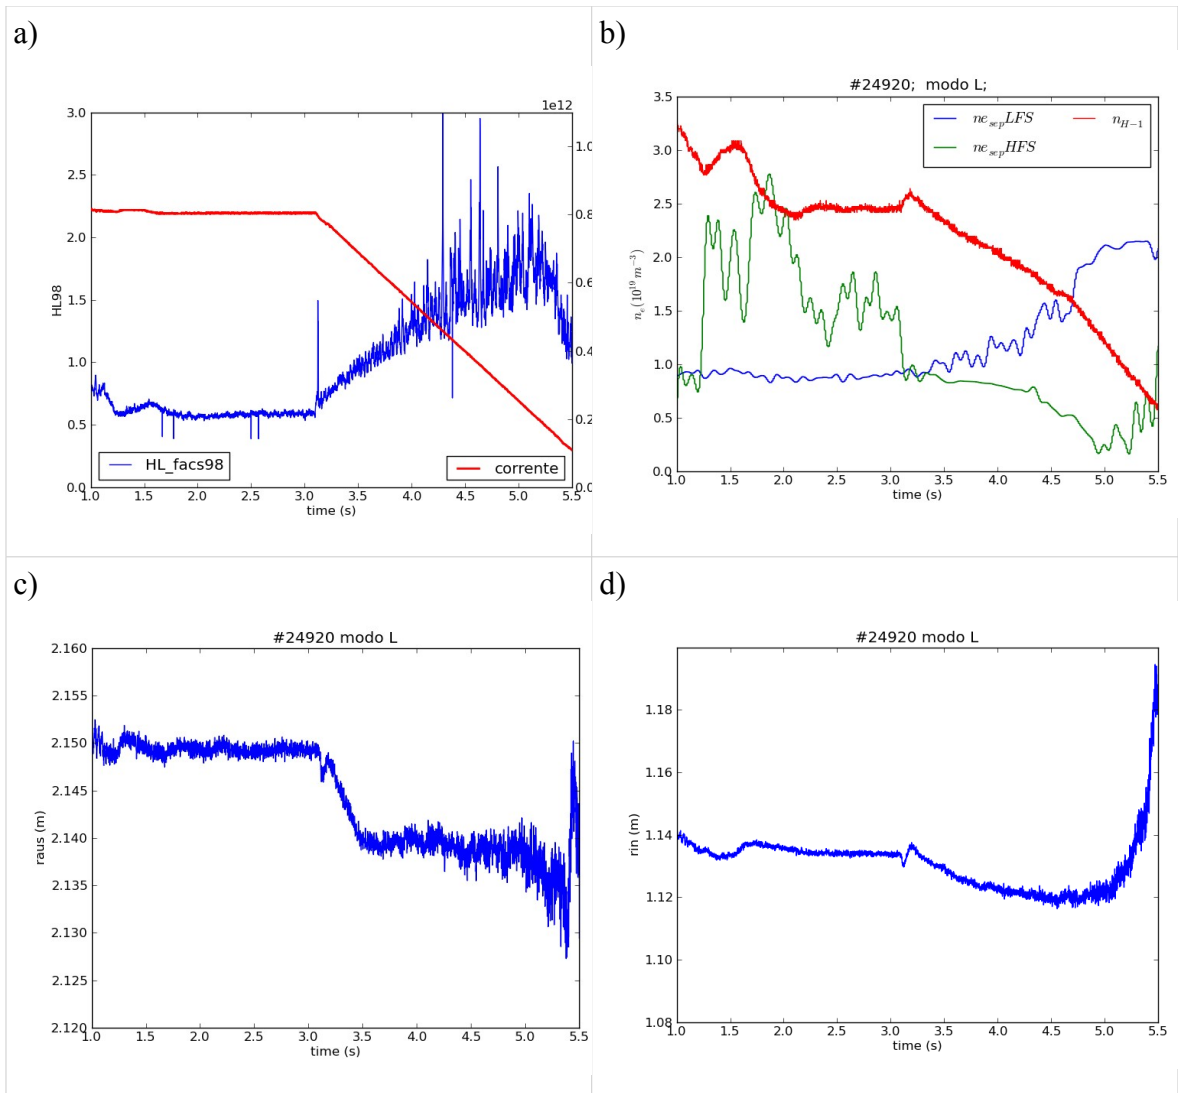 a)
1e12
3.0
2.5
2.0
1.5
1.0
0.5
0.0
HL98
1.0
0.8
0.6
0.4
0.2
0.0
HL_facs98
corrente
1.0 1.5 2.0 2.5 3.0 3.5 4.0 4.5 5.0 5.5
time (s)
b)
#24920; modo L;
3.5
3.0
2.5
2.0
1.5
1.0
0.5
0.0
n_e(10^19 m^-3)
ne_sep LFS
ne_sep HFS
n_H-1
1.0 1.5 2.0 2.5 3.0 3.5 4.0 4.5 5.0 5.5
time (s)
c)
#24920 modo L
2.160
2.155
2.150
2.145
2.140
2.135
2.130
2.125
2.120
raus (m)
1.0 1.5 2.0 2.5 3.0 3.5 4.0 4.5 5.0 5.5
time (s)
d)
#24920 modo L
1.18
1.16
1.14
1.12
1.10
1.08
rin (m)
1.0 1.5 2.0 2.5 3.0 3.5 4.0 4.5 5.0 5.5
time (s)